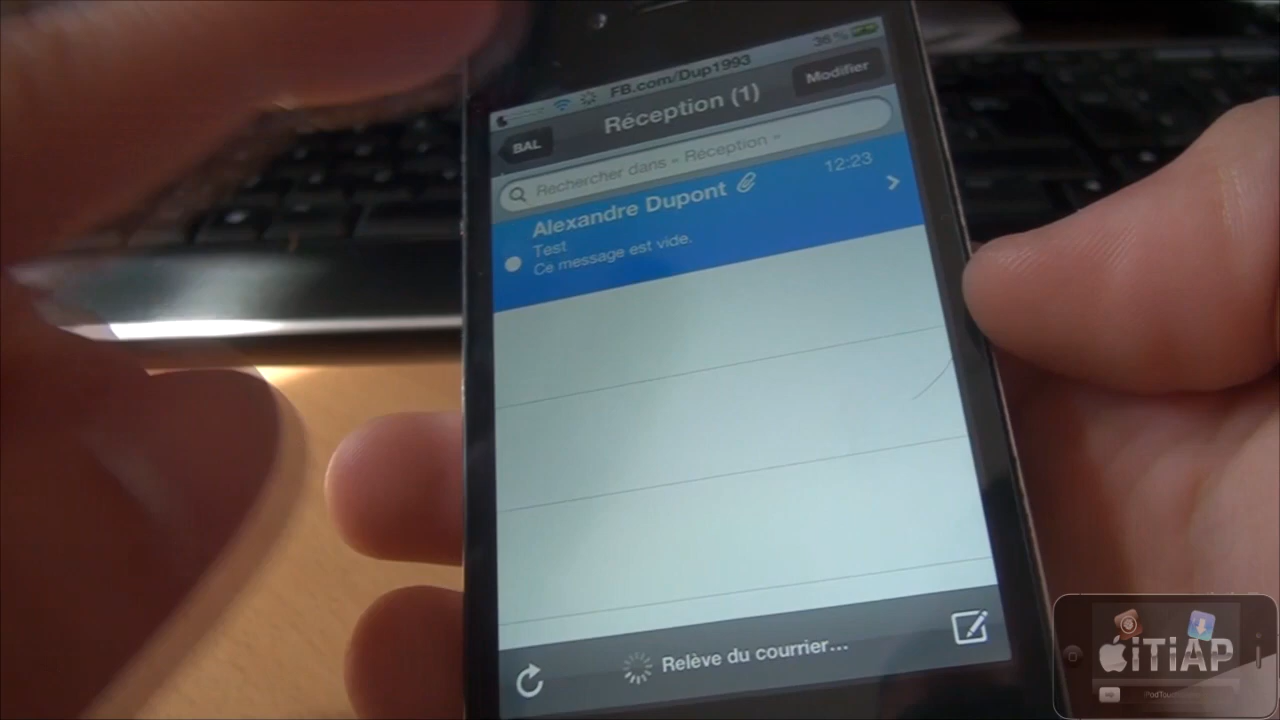 FB.com/Dup1993
36 %
BAL
Réception (1)
Modifier
Rechercher dans « Réception »
Alexandre Dupont
12:23
Test
Ce message est vide.
Relève du courrier...
iTiAP